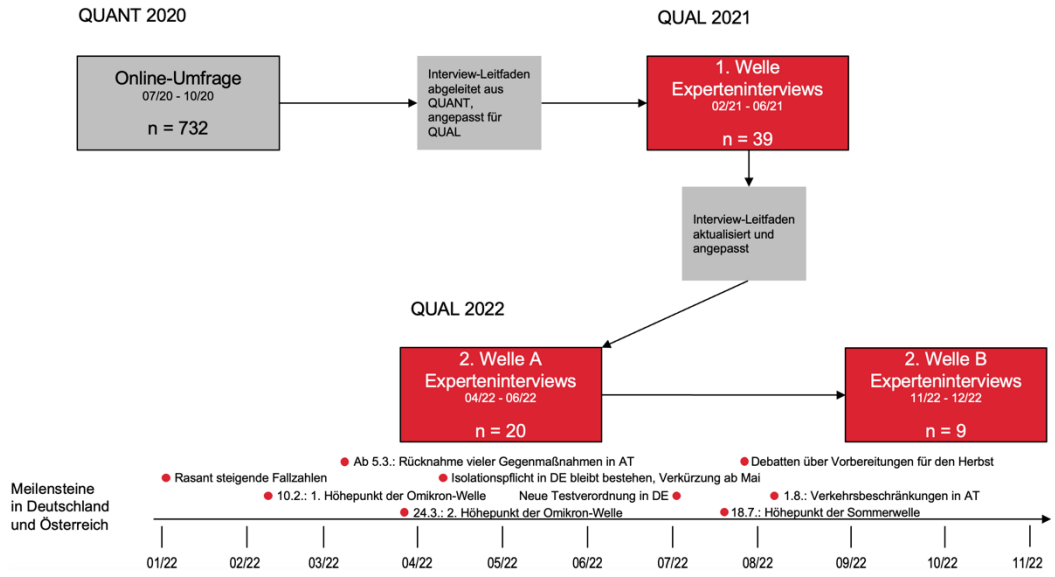 QUANT 2020
QUAL 2021
Online-Umfrage
07/20 - 10/20
n = 732
Interview-Leitfaden
abgeleitet aus
QUANT,
angepasst für
QUAL
1. Welle
Experteninterviews
02/21 - 06/21
n = 39
Interview-Leitfaden
aktualisiert und
angepasst
QUAL 2022
2. Welle A
Experteninterviews
04/22 - 06/22
n = 20
2. Welle B
Experteninterviews
11/22 - 12/22
n = 9
Meilensteine
in Deutschland
und Österreich
Ab 5.3.: Rücknahme vieler Gegenmaßnahmen in AT
Debatten über Vorbereitungen für den Herbst
Rasant steigende Fallzahlen
Isolationspflicht in DE bleibt bestehen, Verkürzung ab Mai
10.2.: 1. Höhepunkt der Omikron-Welle
Neue Testverordnung in DE
1.8.: Verkehrsbeschränkungen in AT
24.3.: 2. Höhepunkt der Omikron-Welle
18.7.: Höhepunkt der Sommerwelle
01/22
02/22
03/22
04/22
05/22
06/22
07/22
08/22
09/22
10/22
11/22